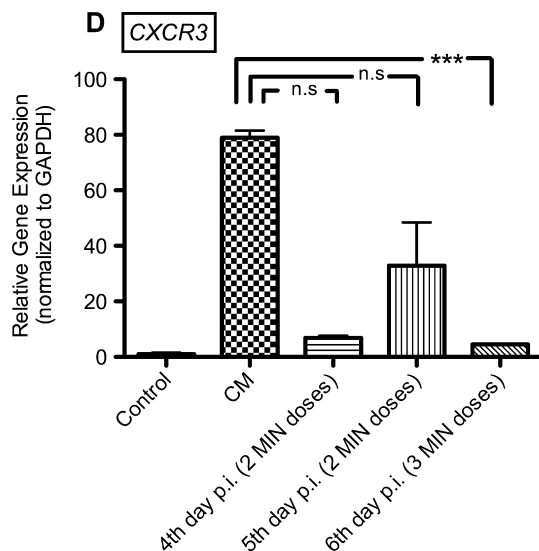 D
CXCR3
***
n.s
n.s
Relative Gene Expression
(normalized to GAPDH)
100
80
60
40
20
0
Control
CM
4th day p.i. (2 MIN doses)
5th day p.i. (2 MIN doses)
6th day p.i. (3 MIN doses)